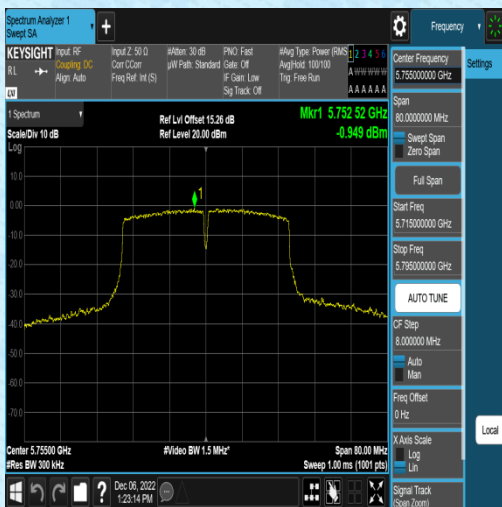 Spectrum Analyzer 1
Swept SA
+
Frequency
KEYSIGHT
Input: RF
Coupling: DC
Align: Auto
Input Z: 50 Ω
Corr CCorr
Freq Ref: Int (S)
#Atten: 30 dB
µW Path: Standard
PNO: Fast
Gate: Off
IF Gain: Low
Sig Track: Off
#Avg Type: Power (RMS
Avg|Hold: 100/100
Trig: Free Run
1 2 3 4 5 6
A W W W W W
A A A A A A
R L
LXI
1 Spectrum
Scale/Div 10 dB
Ref Lvl Offset 15.26 dB
Ref Level 20.00 dBm
Mkr1 5.752 52 GHz
-0.949 dBm
Log
10.0
0.00
-10.0
-20.0
-30.0
-40.0
-50.0
-60.0
-70.0
1
Center 5.75500 GHz
#Res BW 300 kHz
#Video BW 1.5 MHz*
Span 80.00 MHz
Sweep 1.00 ms (1001 pts)
Dec 06, 2022
1:23:14 PM
?
Center Frequency
5.755000000 GHz
Span
80.0000000 MHz
Swept Span
Zero Span
Full Span
Start Freq
5.715000000 GHz
Stop Freq
5.795000000 GHz
AUTO TUNE
CF Step
8.000000 MHz
Auto
Man
Freq Offset
0 Hz
X Axis Scale
Log
Lin
Signal Track
(Span Zoom)
Settings
Local